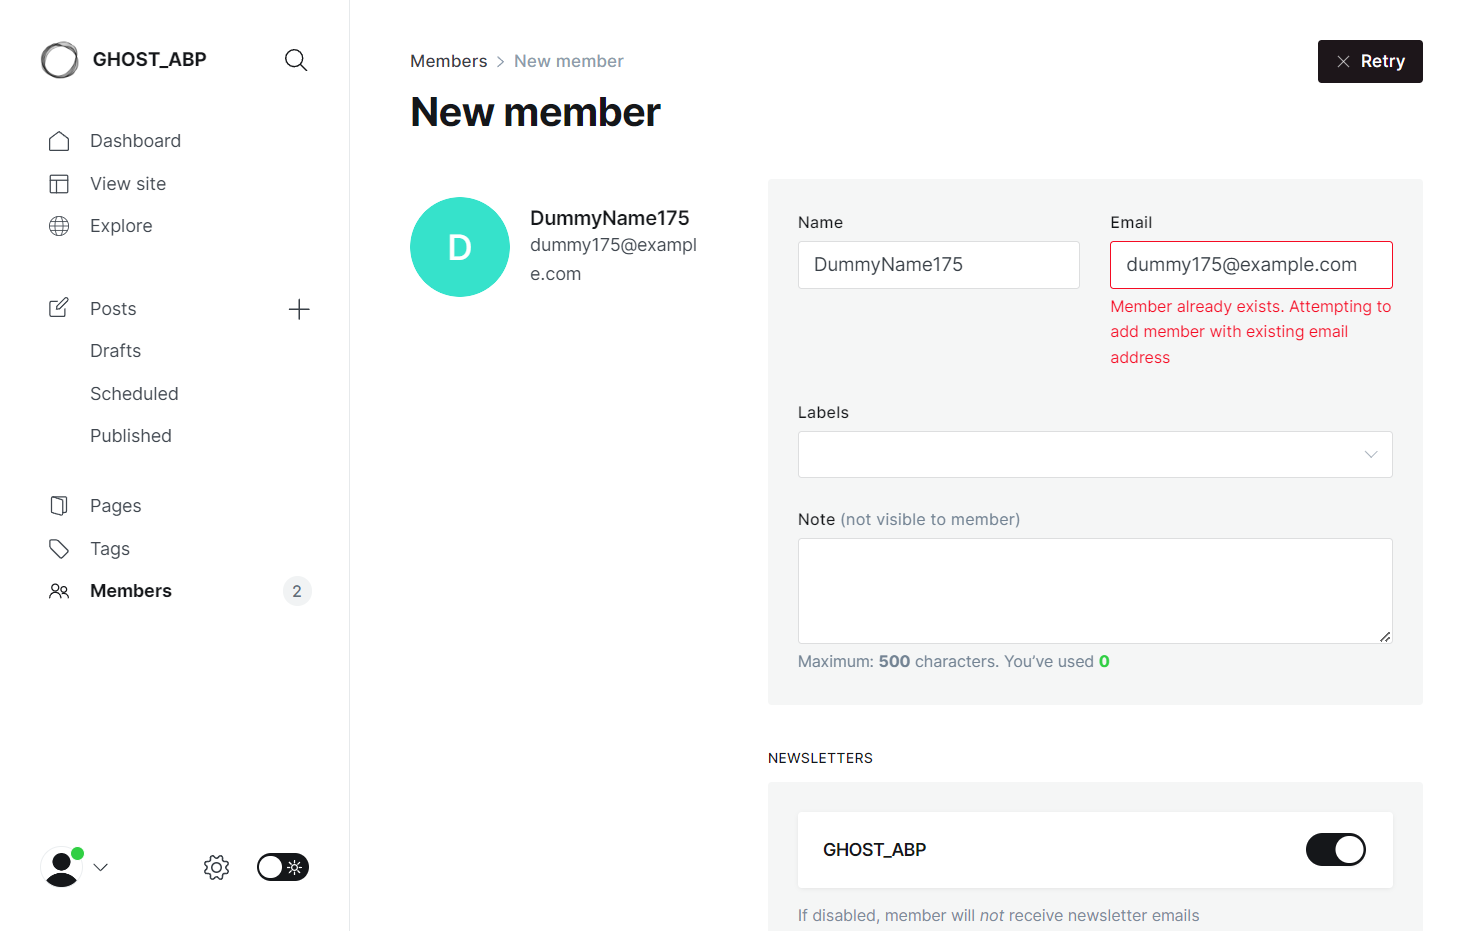 GHOST_ABP
Dashboard
View site
Explore
Posts
Drafts
Scheduled
Published
Pages
Tags
Members 2
Members > New member
Retry
New member
D
DummyName175
dummy175@exampl
e.com
Name
DummyName175
Email
dummy175@example.com
Member already exists. Attempting to
add member with existing email
address
Labels
Note (not visible to member)
Maximum: 500 characters. You’ve used 0
NEWSLETTERS
GHOST_ABP
If disabled, member will not receive newsletter emails